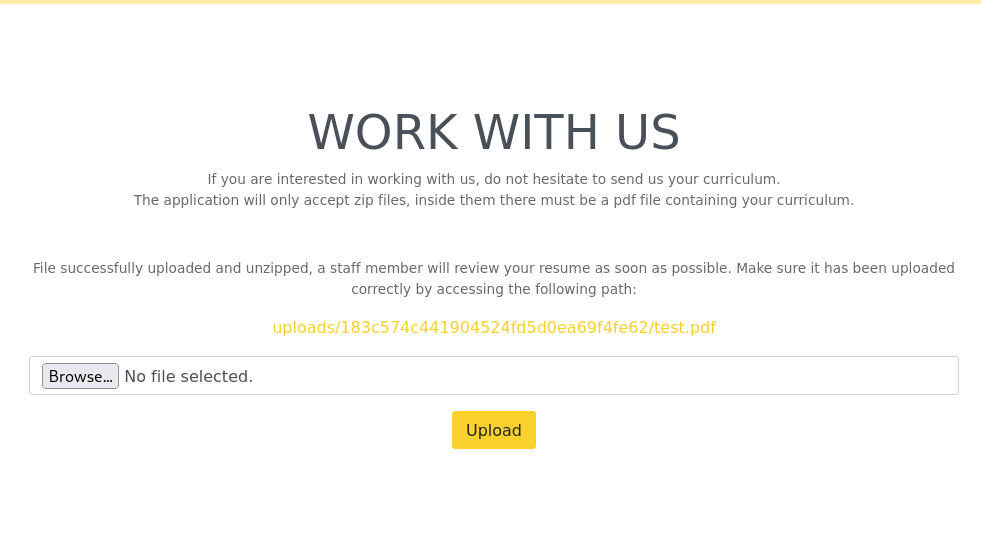 WORK WITH US
If you are interested in working with us, do not hesitate to send us your curriculum.
The application will only accept zip files, inside them there must be a pdf file containing your curriculum.
File successfully uploaded and unzipped, a staff member will review your resume as soon as possible. Make sure it has been uploaded
correctly by accessing the following path:
uploads/183c574c441904524fd5d0ea69f4fe62/test.pdf
Browse... No file selected.
Upload